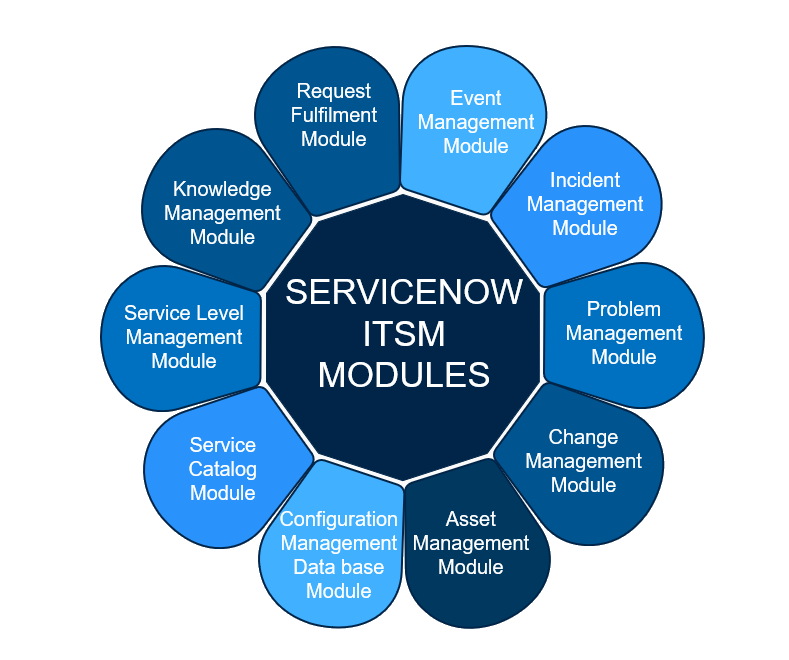 SERVICENOW
ITSM
MODULES
Event
Management
Module
Incident
Management
Module
Problem
Management
Module
Change
Management
Module
Asset
Management
Module
Configuration
Management
Data base
Module
Service
Catalog
Module
Service Level
Management
Module
Knowledge
Management
Module
Request
Fulfilment
Module